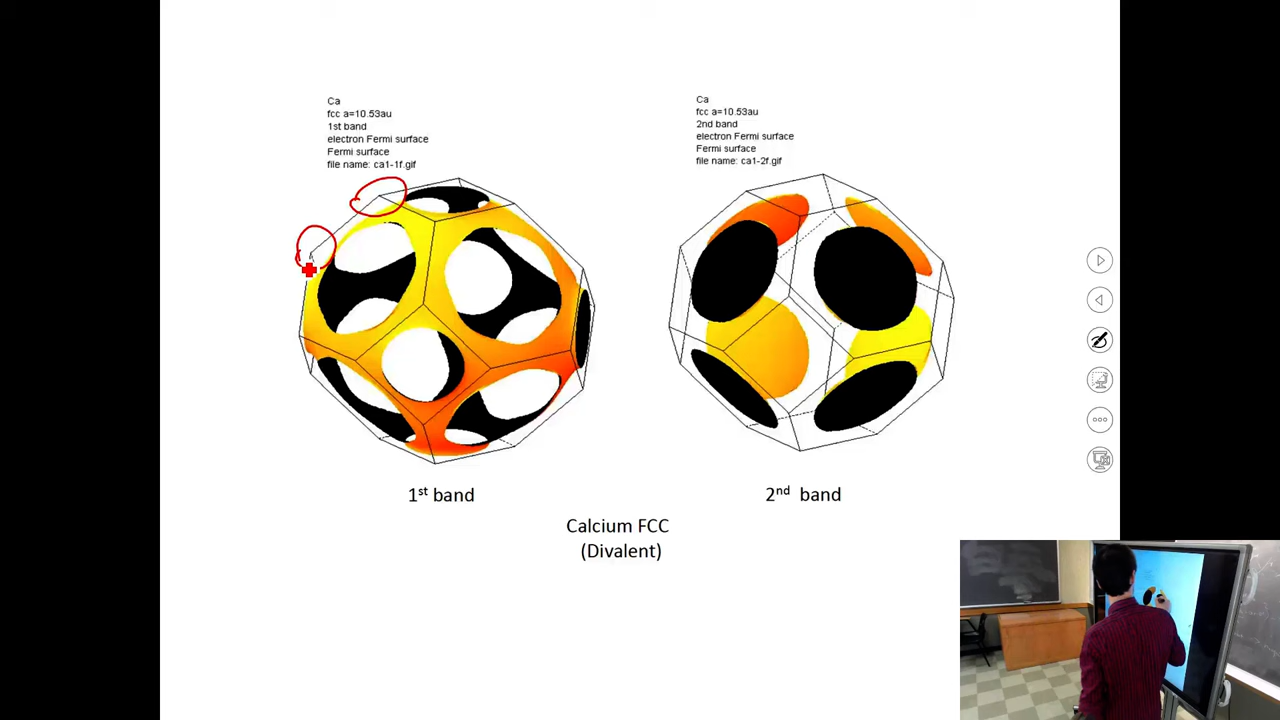 Ca
fcc a=10.53au
1st band
electron Fermi surface
Fermi surface
file name: ca1-1f.gif
Ca
fcc a=10.53au
2nd band
electron Fermi surface
Fermi surface
file name: ca1-2f.gif
1st band
2nd band
Calcium FCC
(Divalent)